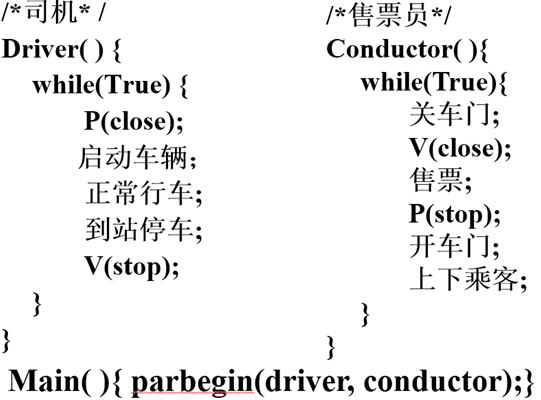 /*司机* /
Driver( ) {
while(True) {
P(close);
启动车辆;
正常行车;
到站停车;
V(stop);
}
}
/*售票员*/
Conductor( ){
while(True){
关车门;
V(close);
售票;
P(stop);
开车门;
上下乘客;
}
}
Main( ){ parbegin(driver, conductor);}